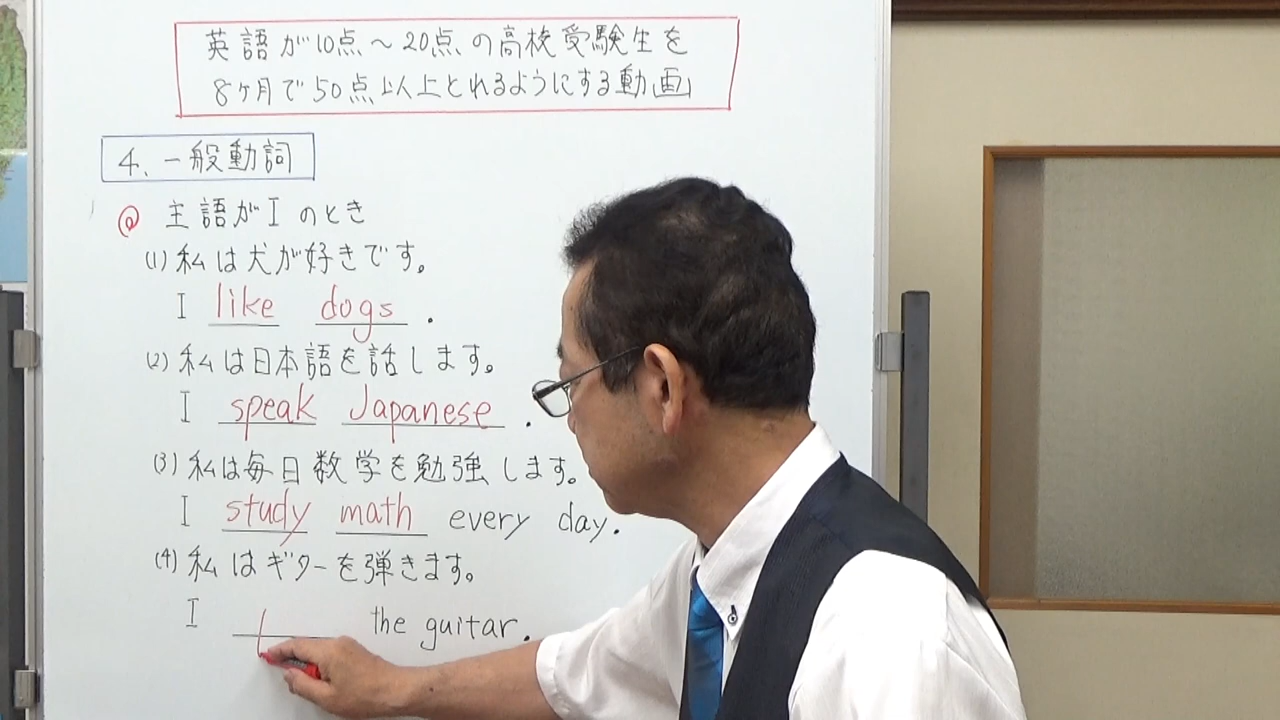 英語が10点～20点の高校受験生を
8ヶ月で50点以上とれるようにする動画」
4、一般動詞
@ 主語がIのとき
(1)私は犬が好きです。
I like dogs.
(2)私は日本語を話します。
I speak Japanese.
(3)私は毎日数学を勉強します。
I study math every day.
(4)私はギターを弾きます。
I the guitar.